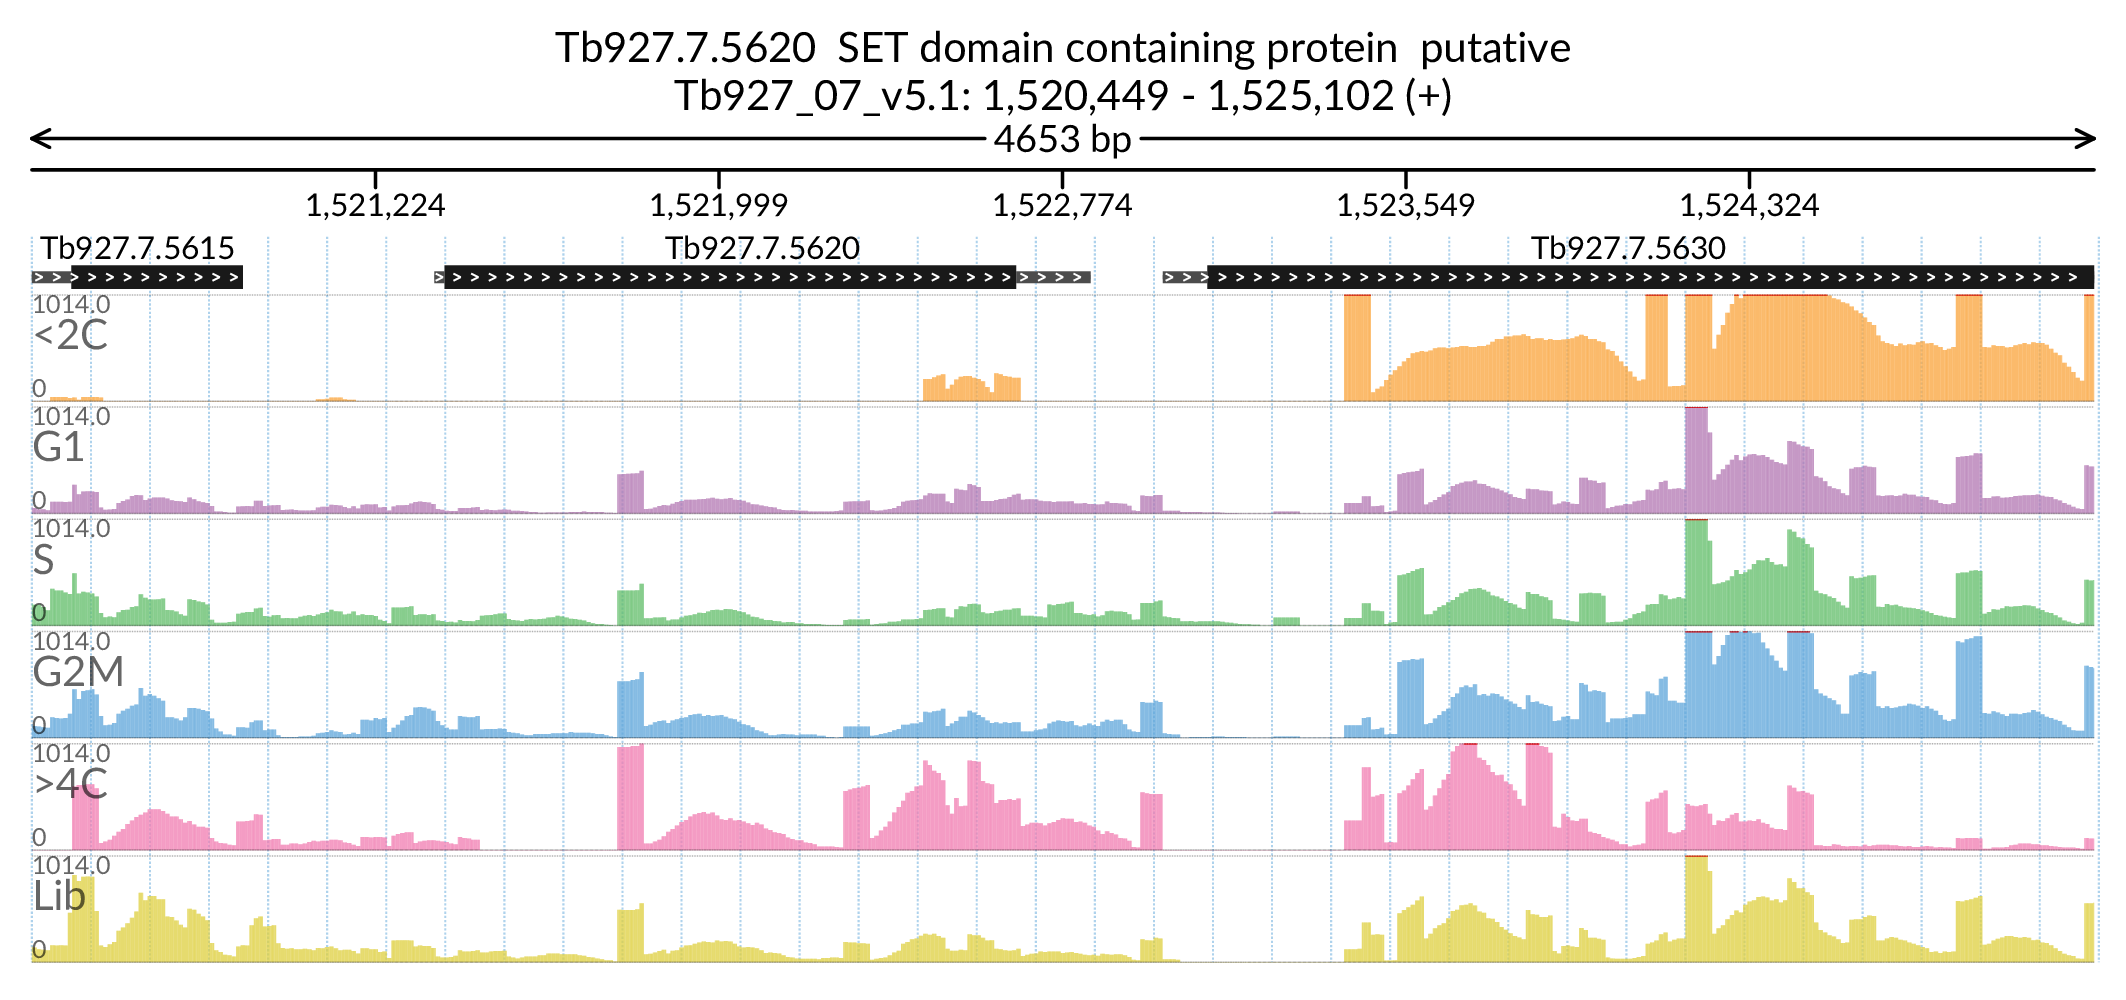 Tb927.7.5620  SET domain containing protein  putative
Tb927_07_v5.1: 1,520,449 - 1,525,102 (+)
4653 bp
1,521,224 1,521,999 1,522,774 1,523,549 1,524,324
Tb927.7.5615 Tb927.7.5620 Tb927.7.5630
1014.0
<2C
0
1014.0
G1
0
1014.0
S
0
1014.0
G2M
0
1014.0
>4C
0
1014.0
Lib
0